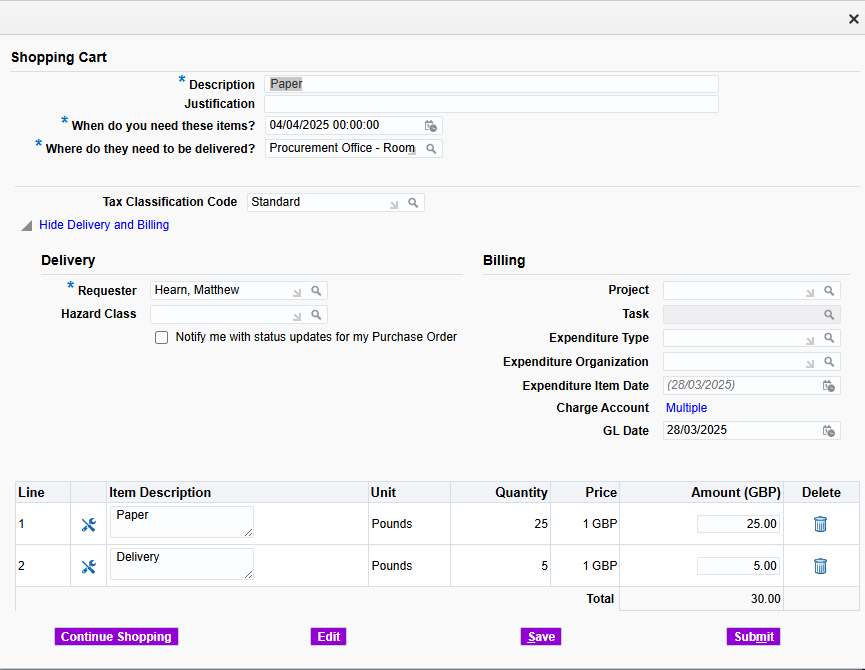 Shopping Cart
* Description Paper
Justification
* When do you need these items? 04/04/2025 00:00:00
* Where do they need to be delivered? Procurement Office - Room
Tax Classification Code Standard
Hide Delivery and Billing
Delivery
* Requester Hearn, Matthew
Hazard Class
Notify me with status updates for my Purchase Order
Billing
Project
Task
Expenditure Type
Expenditure Organization
Expenditure Item Date (28/03/2025)
Charge Account Multiple
GL Date 28/03/2025
Line Item Description Unit Quantity Price Amount (GBP) Delete
1 Paper Pounds 25 1 GBP 25.00
2 Delivery Pounds 5 1 GBP 5.00
Total 30.00
Continue Shopping Edit Save Submit